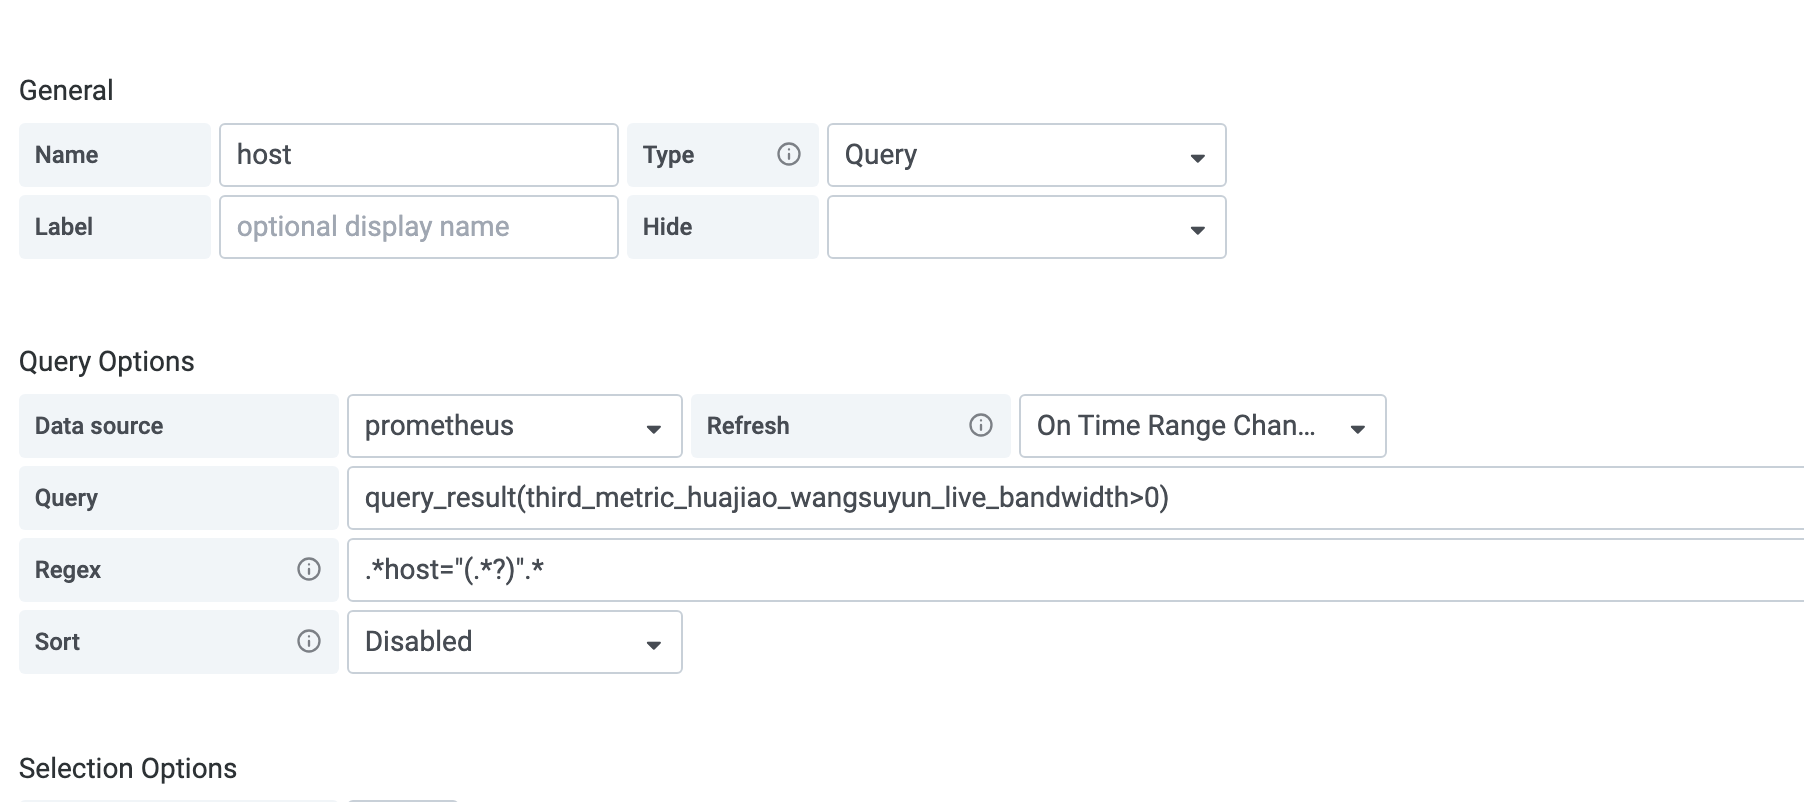 General
Name host Type Query
Label optional display name Hide
Query Options
Data source prometheus Refresh On Time Range Chan...
Query query_result(third_metric_huajiao_wangsuyun_live_bandwidth>0)
Regex .*host="(.*?)".*
Sort Disabled
Selection Options